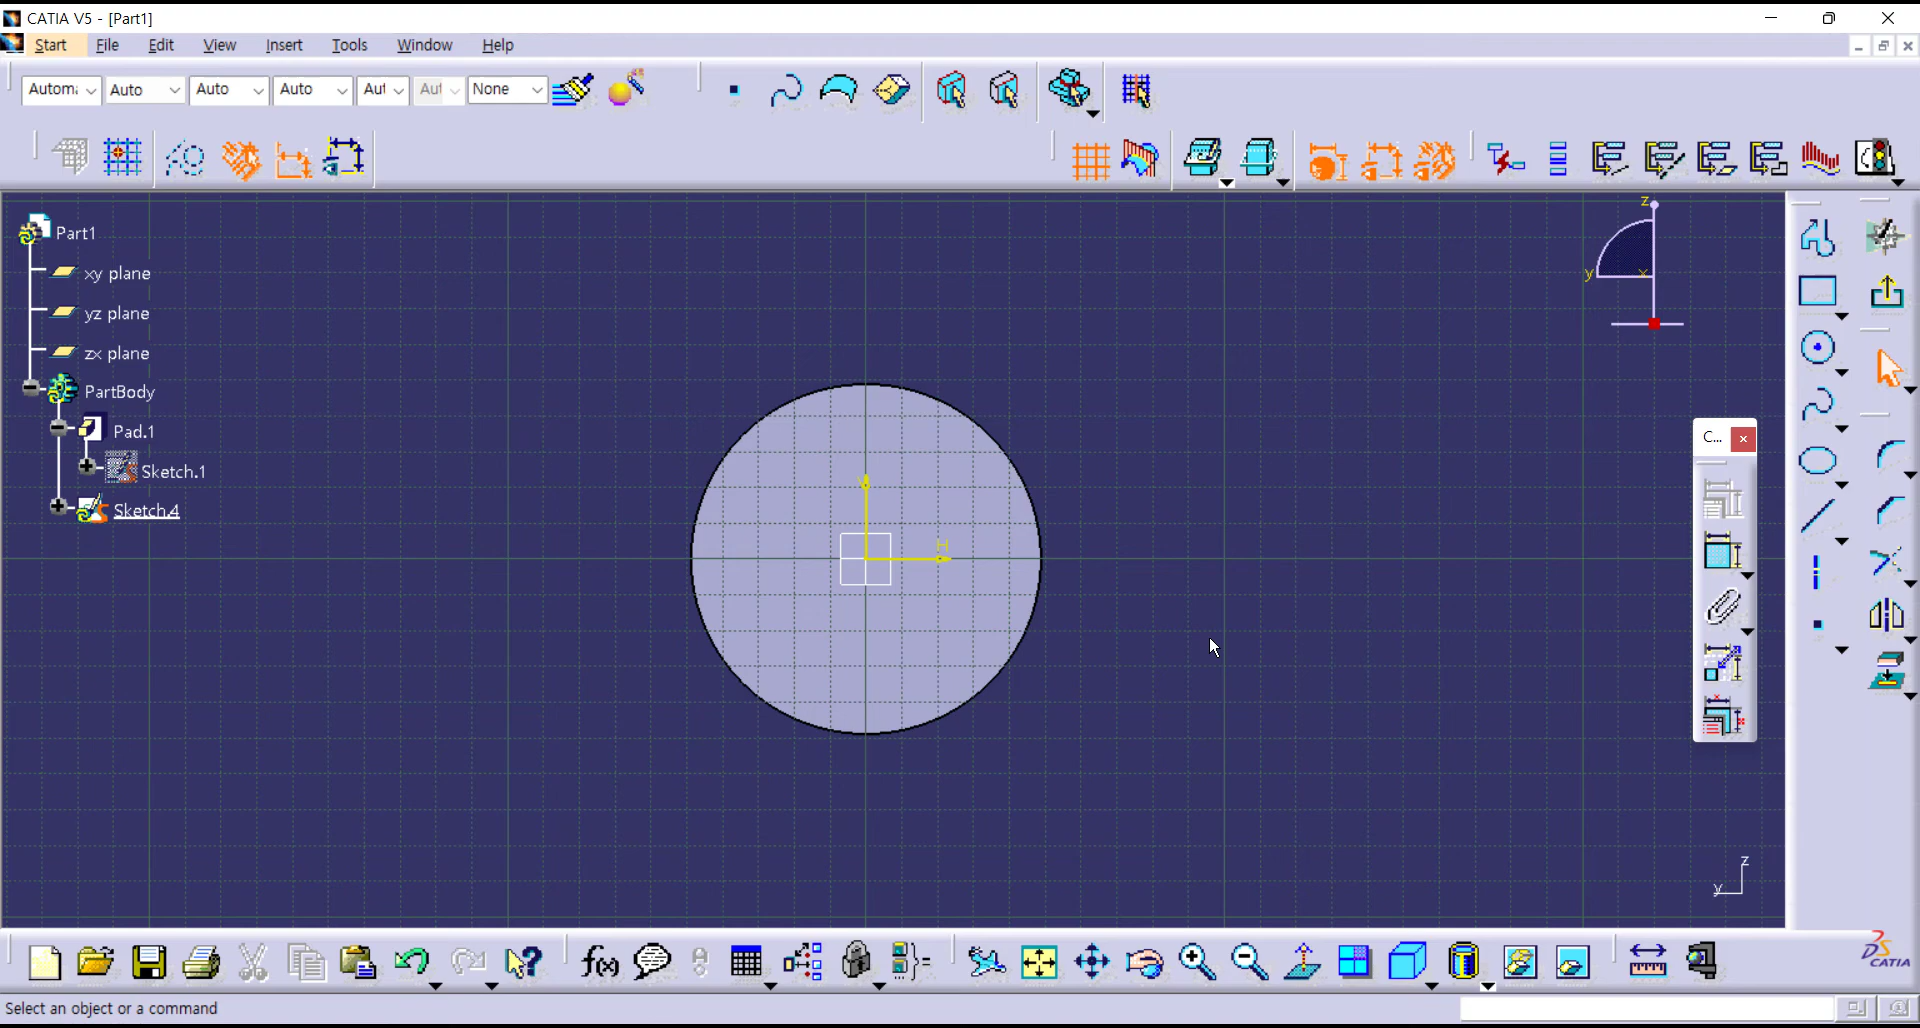 CATIA V5 - [Part1]
Start File Edit View Insert Tools Window Help
Automa Auto Auto Auto Aut Aut None
Part1
xy plane
yz plane
zx plane
PartBody
Pad.1
Sketch.1
Sketch.4
z
y x
V
H
C...
z
y
f(x)
CATIA
Select an object or a command